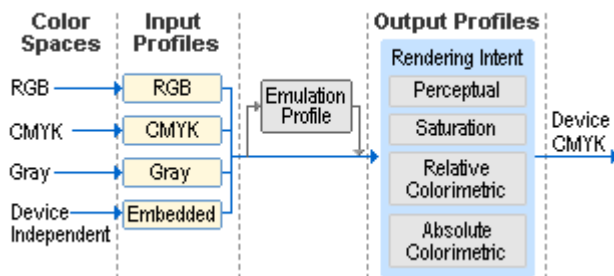 Color
Spaces
Input
Profiles
Output Profiles
RGB
CMYK
Gray
Device
Independent
RGB
CMYK
Gray
Embedded
Emulation
Profile
Rendering Intent
Perceptual
Saturation
Relative
Colorimetric
Absolute
Colorimetric
Device
CMYK